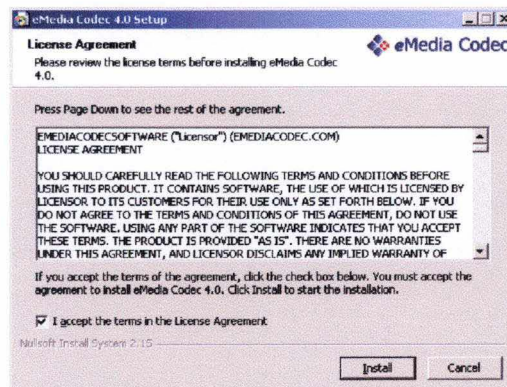 eMedia Codec 4.0 Setup
License Agreement
eMedia Codec
Please review the license terms before installing eMedia Codec
4.0.
Press Page Down to see the rest of the agreement.
EMEDIACODECSOFTWARE ("Licensor") (EMEDIACODEC.COM)
LICENSE AGREEMENT
YOU SHOULD CAREFULLY READ THE FOLLOWING TERMS AND CONDITIONS BEFORE
USING THIS PRODUCT. IT CONTAINS SOFTWARE, THE USE OF WHICH IS LICENSED BY
LICENSOR TO ITS CUSTOMERS FOR THEIR USE ONLY AS SET FORTH BELOW. IF YOU
DO NOT AGREE TO THE TERMS AND CONDITIONS OF THIS AGREEMENT, DO NOT USE
THE SOFTWARE. USING ANY PART OF THE SOFTWARE INDICATES THAT YOU ACCEPT
THESE TERMS. THE PRODUCT IS PROVIDED "AS IS". THERE ARE NO WARRANTIES
UNDER THIS AGREEMENT, AND LICENSOR DISCLAIMS ANY IMPLIED WARRANTY OF
If you accept the terms of the agreement, click the check box below. You must accept the
agreement to install eMedia Codec 4.0. Click Install to start the installation.
I accept the terms in the License Agreement
Nullsoft Install System 2.15
Install
Cancel